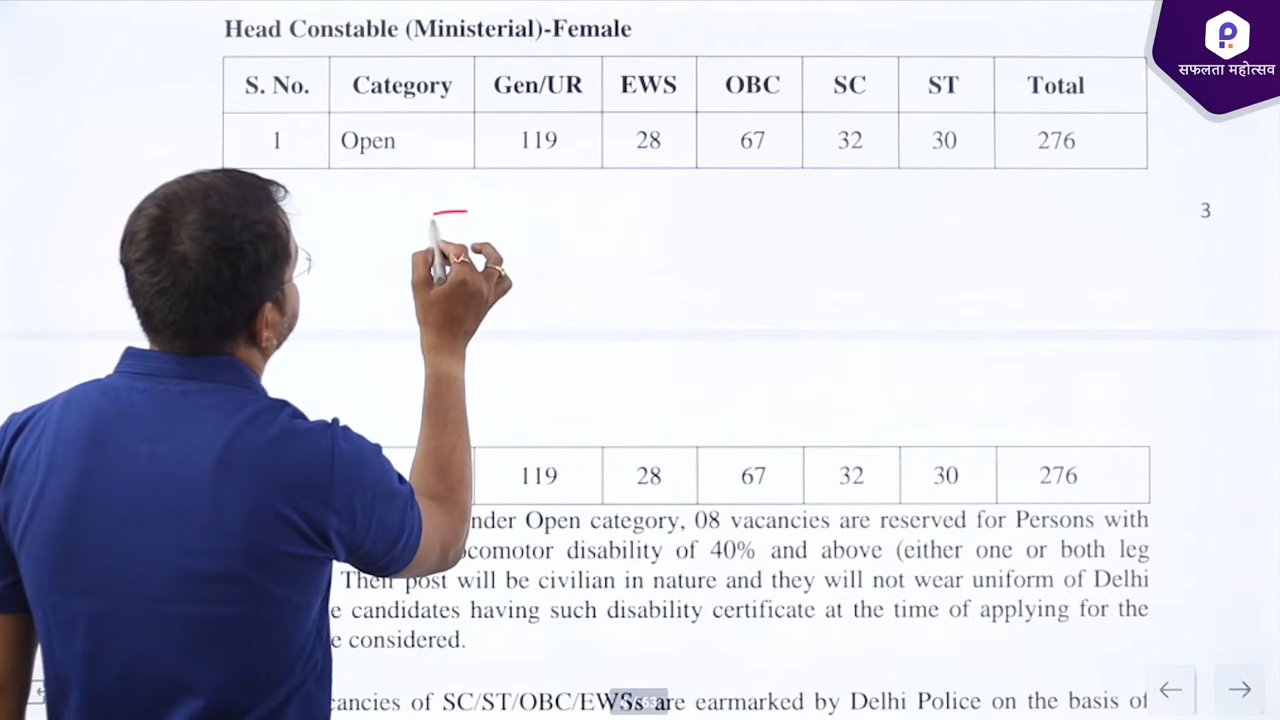 Head Constable (Ministerial)-Female
S. No. Category Gen/UR EWS OBC SC ST Total
1 Open 119 28 67 32 30 276
3
119 28 67 32 30 276
nder Open category, 08 vacancies are reserved for Persons with
ocomotor disability of 40% and above (either one or both leg
Their post will be civilian in nature and they will not wear uniform of Delhi
e candidates having such disability certificate at the time of applying for the
e considered.
cancies of SC/ST/OBC/EWSs are earmarked by Delhi Police on the basis of
सफलता महोत्सव